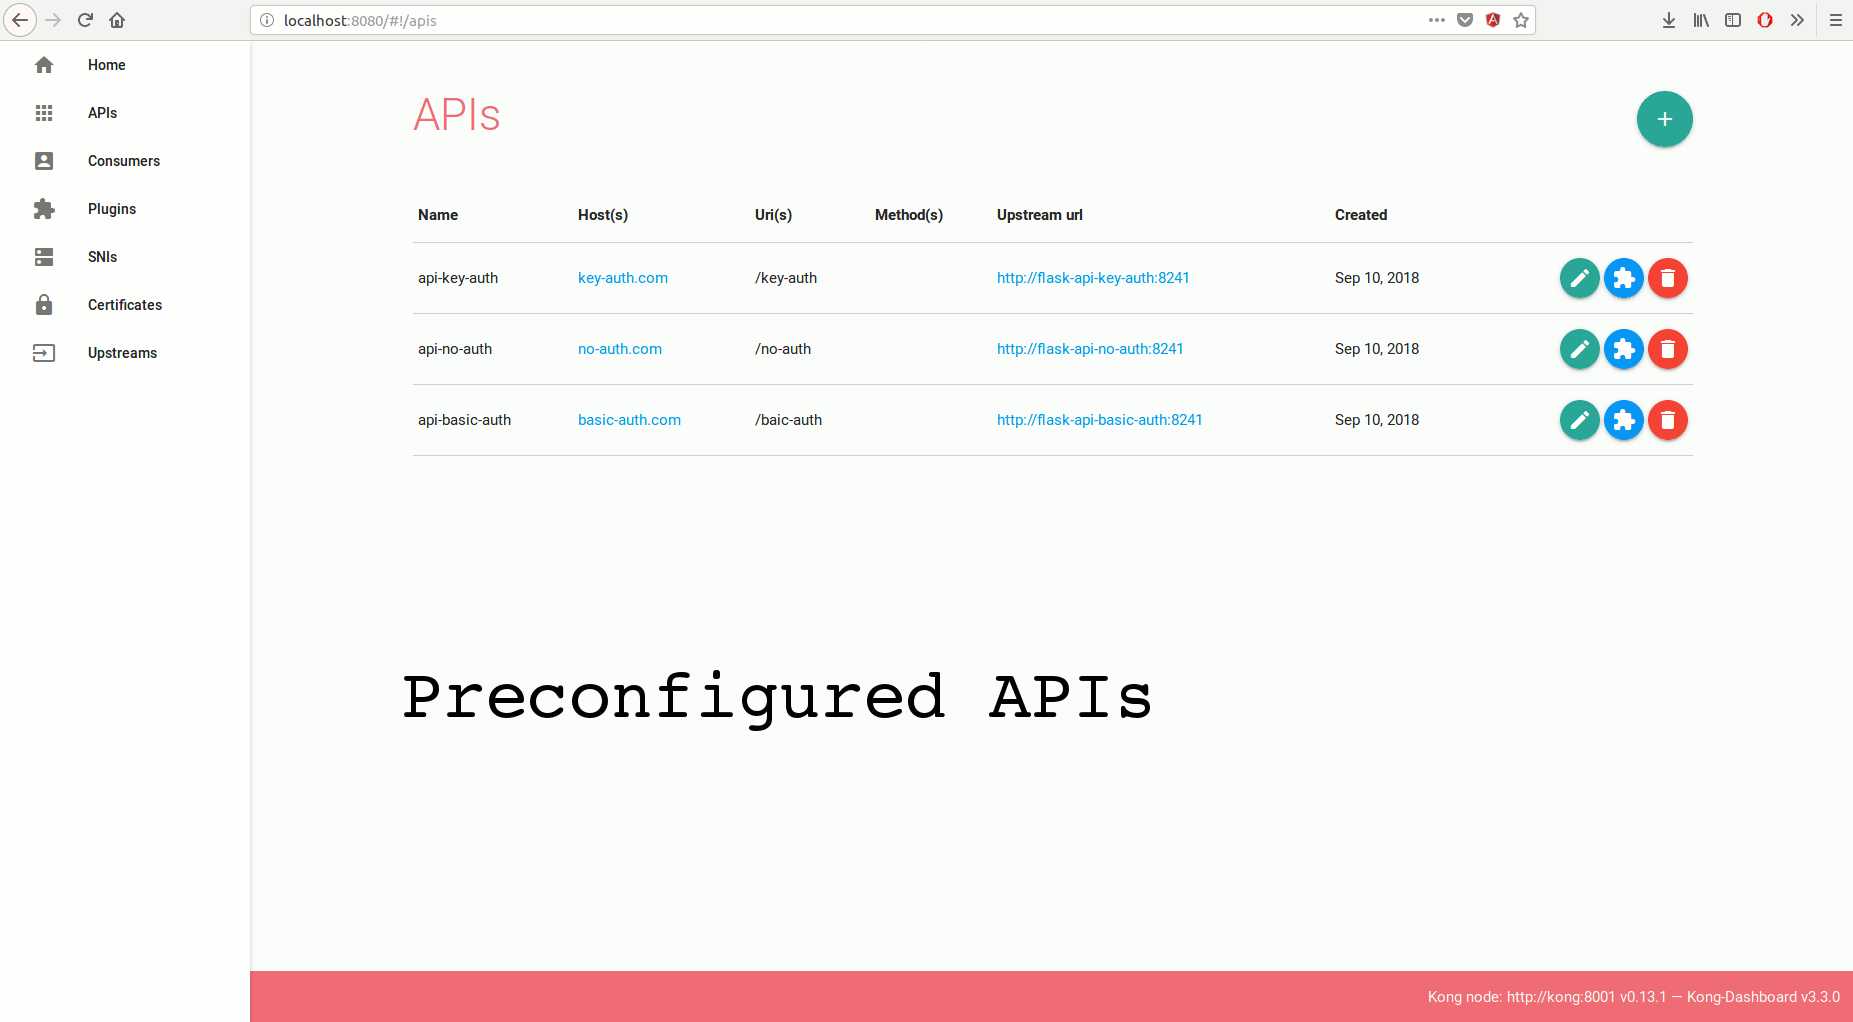 localhost:8080/#!/apis
Home
APIs
Consumers
Plugins
SNIs
Certificates
Upstreams
APIs
+
Name Host(s) Uri(s) Method(s) Upstream url Created
api-key-auth key-auth.com /key-auth http://flask-api-key-auth:8241 Sep 10, 2018
api-no-auth no-auth.com /no-auth http://flask-api-no-auth:8241 Sep 10, 2018
api-basic-auth basic-auth.com /baic-auth http://flask-api-basic-auth:8241 Sep 10, 2018
Preconfigured APIs
Kong node: http://kong:8001 v0.13.1 — Kong-Dashboard v3.3.0